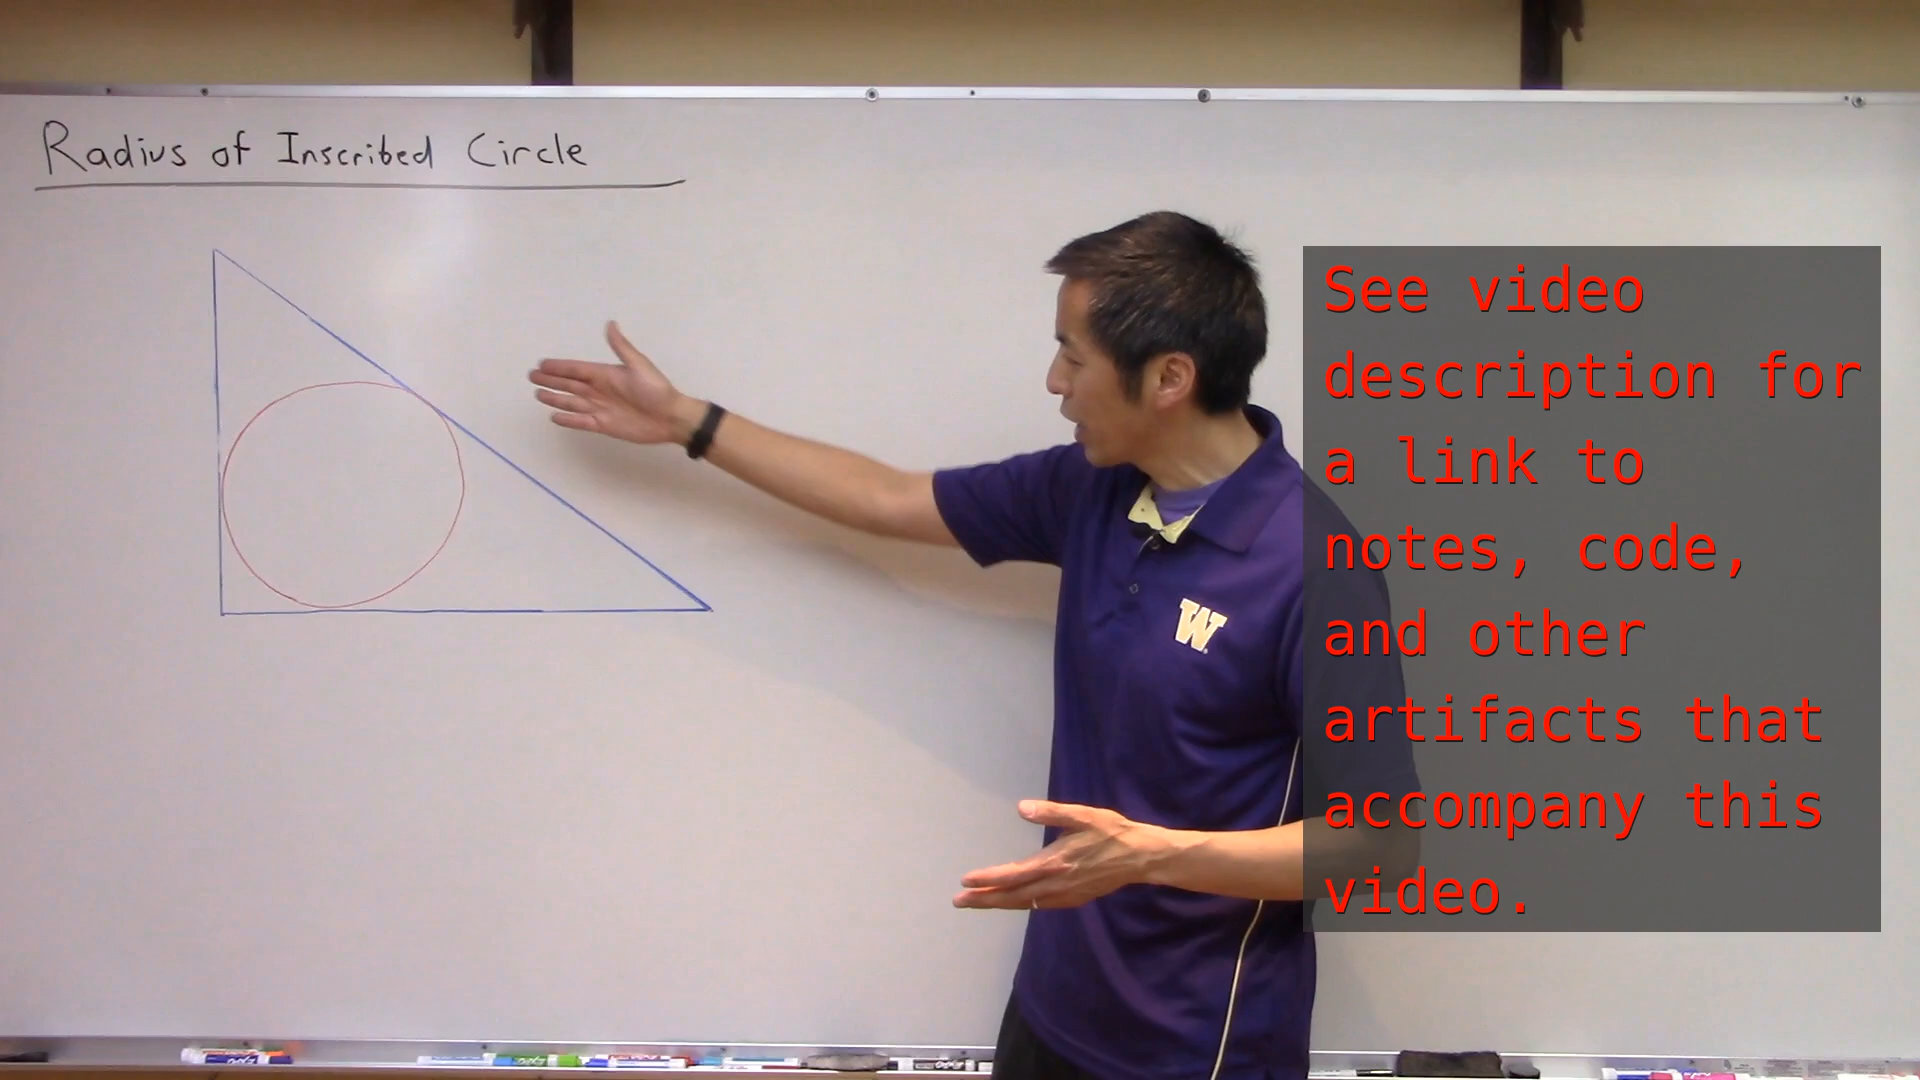 Radius of Inscribed Circle
See video
description for
a link to
notes, code,
and other
artifacts that
accompany this
video.
W